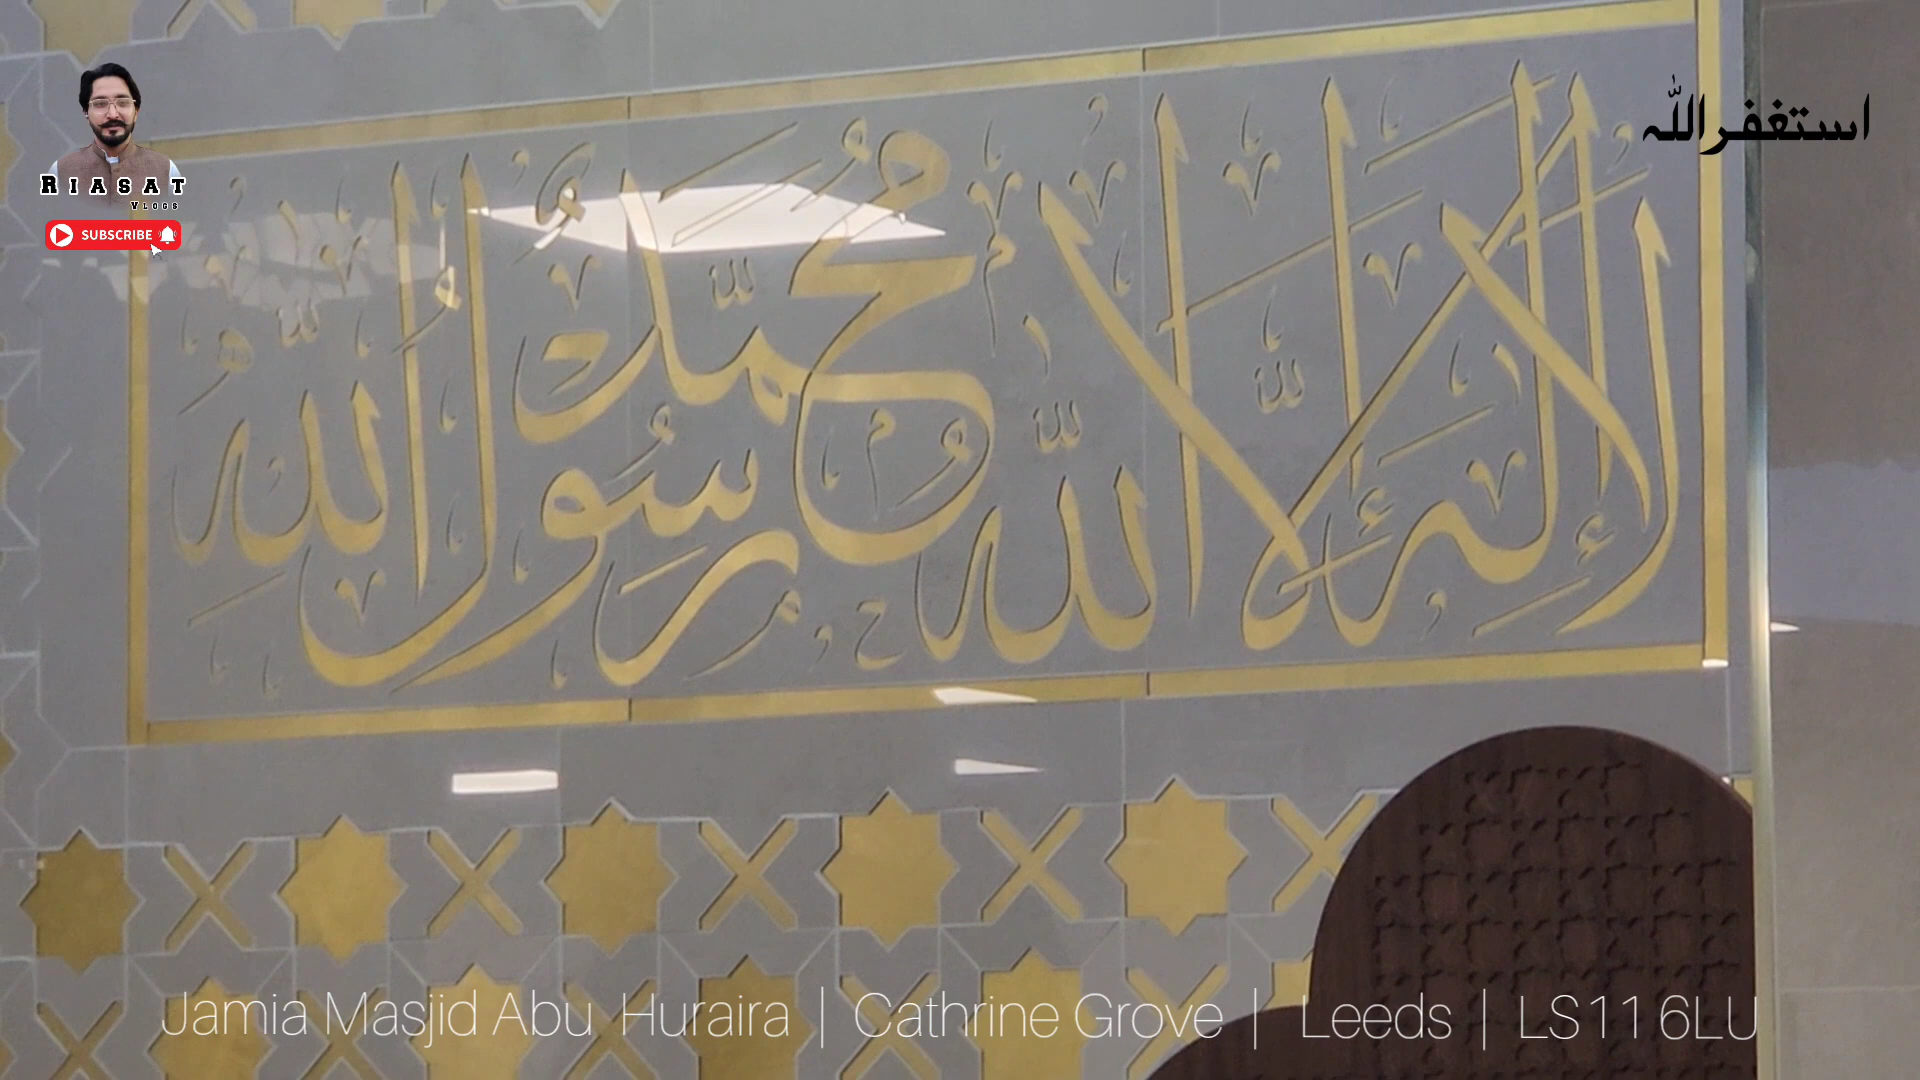 استغفراللّٰه
لا إله إلا الله محمد رسول الله
RIASAT
VLOGS
SUBSCRIBE
Jamia Masjid Abu Huraira | Cathrine Grove | Leeds | LS11 6LU